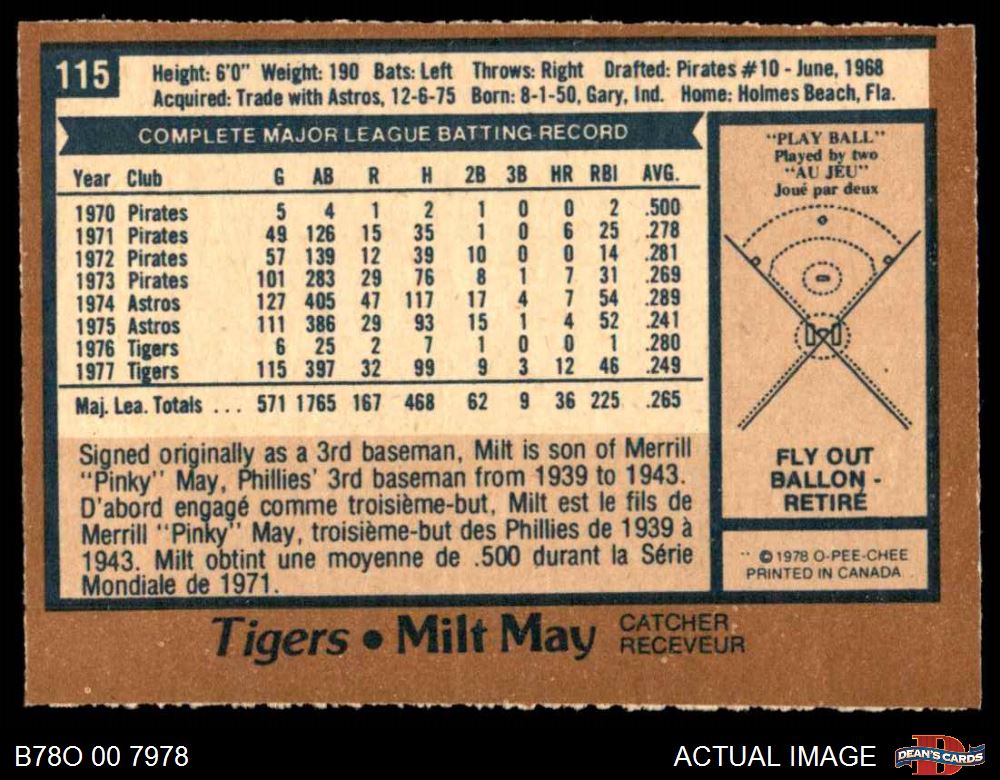 115
Height: 6'0" Weight: 190 Bats: Left Throws: Right Drafted: Pirates #10 - June, 1968
Acquired: Trade with Astros, 12-6-75 Born: 8-1-50, Gary, Ind. Home: Holmes Beach, Fla.
COMPLETE MAJOR LEAGUE BATTING RECORD
Year Club G AB R H 2B 3B HR RBI AVG.
1970 Pirates 5 4 1 2 1 0 0 2 .500
1971 Pirates 49 126 15 35 1 0 6 25 .278
1972 Pirates 57 139 12 39 10 0 0 14 .281
1973 Pirates 101 283 29 76 8 1 7 31 .269
1974 Astros 127 405 47 117 17 4 7 54 .289
1975 Astros 111 386 29 93 15 1 4 52 .241
1976 Tigers 6 25 2 7 1 0 0 1 .280
1977 Tigers 115 397 32 99 9 3 12 46 .249
Maj. Lea. Totals ... 571 1765 167 468 62 9 36 225 .265
Signed originally as a 3rd baseman, Milt is son of Merrill
"Pinky" May, Phillies' 3rd baseman from 1939 to 1943.
D'abord engagé comme troisième-but, Milt est le fils de
Merrill "Pinky" May, troisième-but des Phillies de 1939 à
1943. Milt obtint une moyenne de .500 durant la Série
Mondiale de 1971.
"PLAY BALL"
Played by two
"AU JEU"
Joué par deux
FLY OUT
BALLON -
RETIRÉ
© 1978 O-PEE-CHEE
PRINTED IN CANADA
Tigers • Milt May CATCHER
RECEVEUR
B78O 00 7978
ACTUAL IMAGE
DEAN'S CARDS